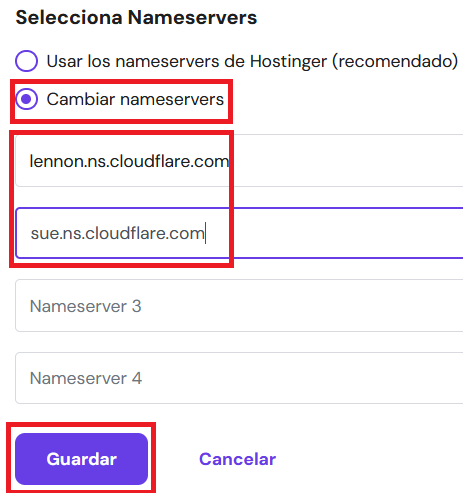 Selecciona Nameservers
Usar los nameservers de Hostinger (recomendado)
Cambiar nameservers
lennon.ns.cloudflare.com
sue.ns.cloudflare.com
Nameserver 3
Nameserver 4
Guardar Cancelar